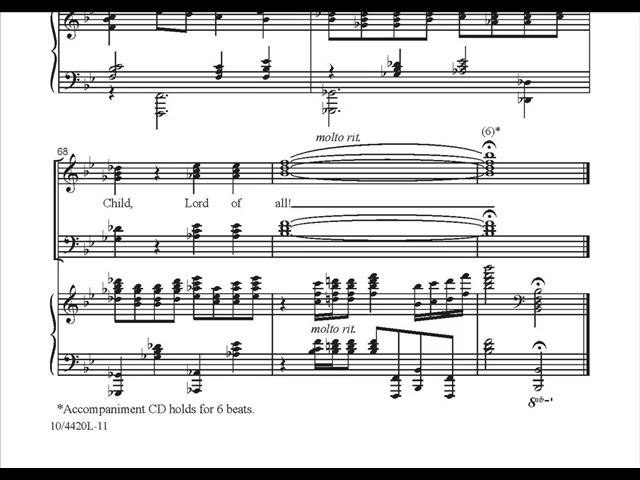 molto rit.
(6)*
68
Child, Lord of all!
molto rit.
8vb
*Accompaniment CD holds for 6 beats.
10/4420L-11